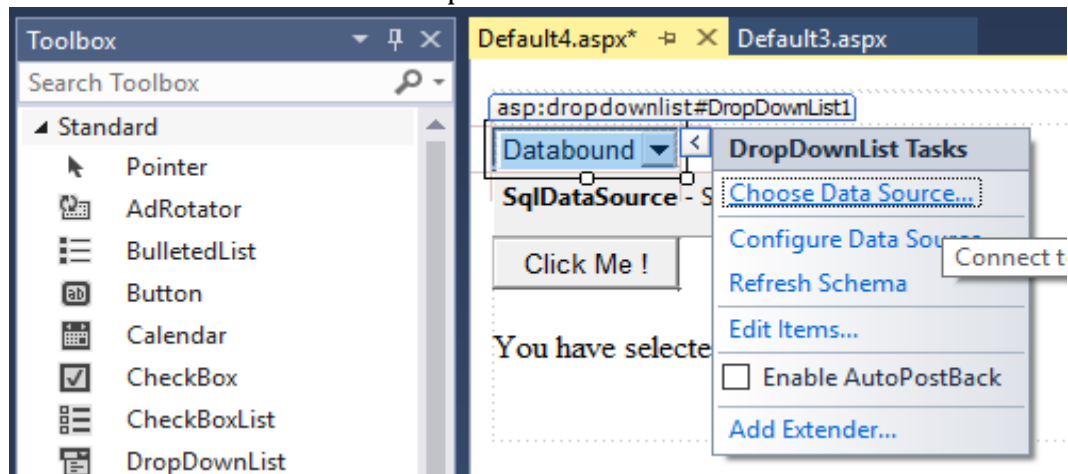 Toolbox
Search Toolbox
Standard
Pointer
AdRotator
BulletedList
Button
Calendar
CheckBox
CheckBoxList
DropDownList
Default4.aspx*
Default3.aspx
asp:dropdownlist#DropDownList1
Databound
SqlDataSource - S
Click Me !
You have selecte
DropDownList Tasks
Choose Data Source...
Configure Data Source
Connect t
Refresh Schema
Edit Items...
Enable AutoPostBack
Add Extender...